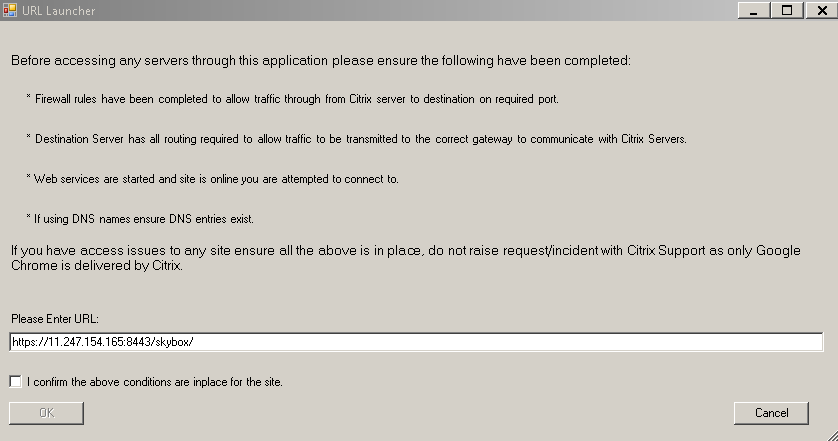 URL Launcher
Before accessing any servers through this application please ensure the following have been completed:
* Firewall rules have been completed to allow traffic through from Citrix server to destination on required port.
* Destination Server has all routing required to allow traffic to be transmitted to the correct gateway to communicate with Citrix Servers.
* Web services are started and site is online you are attempted to connect to.
* If using DNS names ensure DNS entries exist.
If you have access issues to any site ensure all the above is in place, do not raise request/incident with Citrix Support as only Google
Chrome is delivered by Citrix.
Please Enter URL:
https://11.247.154.165:8443/skybox/
I confirm the above conditions are inplace for the site.
OK
Cancel